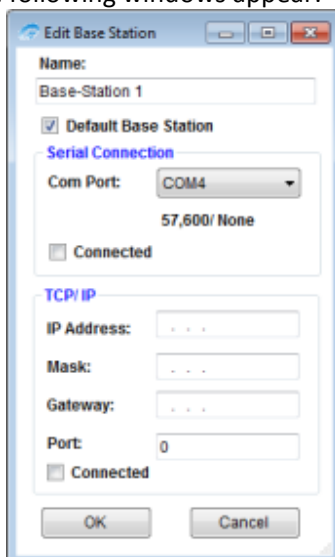 following windows appear:
Edit Base Station
Name:
Base-Station 1
Default Base Station
Serial Connection
Com Port: COM4
57,600/ None
Connected
TCP/ IP
IP Address: . . .
Mask: . . .
Gateway: . . .
Port: 0
Connected
OK Cancel